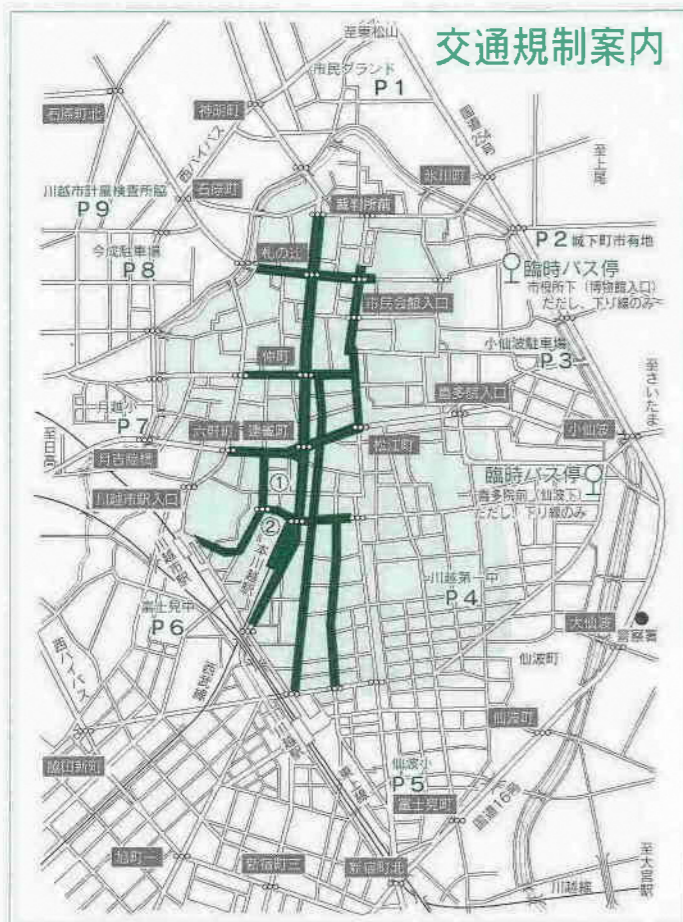 交通規制案内
至東松山
市民グランド
P1
石原町北
神明町
国道254号
西ハイパス
氷川町
至上尾
川越市計量検査所脇
P9
石原町
裁判所前
P2 城下町市有地
今成駐車場
P8
札の辻
臨時バス停
市役所下(博物館入口)
ただし、下り線のみ
市民会館入口
小仙波駐車場
P3
仲町
至さいたま
喜多院入口
月越小
P7
六軒町
連雀町
松江町
小仙波
至日高
月吉陸橋
①
臨時バス停
喜多院前(仙波下)
ただし、下り線のみ
川越市駅入口
②
本川越駅
川越市駅
川越第一中
P4
富士見中
P6
大仙波
警察署
西ハイパス
西武線
仙波町
仙波町
川越駅
脇田新町
東上線
仙波小
P5
富士見町
国道16号
旭町一
新宿町三
新宿町北
川越線
至大宮駅